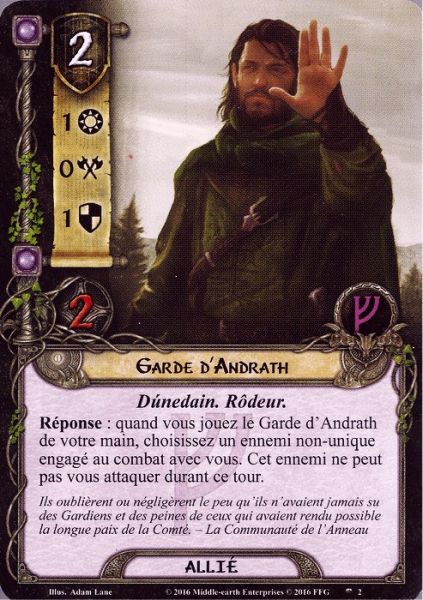 2
1
0
1
2
GARDE D'ANDRATH
Dúnedain. Rôdeur.
Réponse : quand vous jouez le Garde d'Andrath
de votre main, choisissez un ennemi non-unique
engagé au combat avec vous. Cet ennemi ne peut
pas vous attaquer durant ce tour.
Ils oublièrent ou négligèrent le peu qu'ils n'avaient jamais su
des Gardiens et des peines de ceux qui avaient rendu possible
la longue paix de la Comté. – La Communauté de l'Anneau
ALLIÉ
Illus. Adam Lane © 2016 Middle-earth Enterprises © 2016 FFG 2